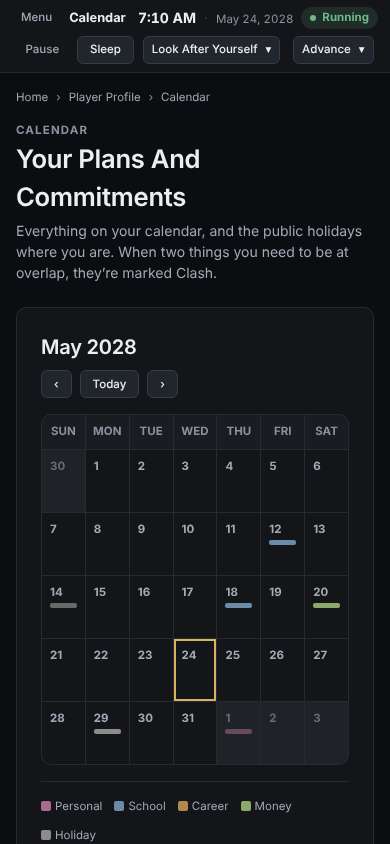 Menu Calendar 7:10 AM · May 24, 2028 Running
Pause Sleep Look After Yourself ▾ Advance ▾
Home › Player Profile › Calendar
CALENDAR
Your Plans And
Commitments
Everything on your calendar, and the public holidays
where you are. When two things you need to be at
overlap, they’re marked Clash.
May 2028
‹ Today ›
SUN MON TUE WED THU FRI SAT
30 1 2 3 4 5 6
7 8 9 10 11 12 13
14 15 16 17 18 19 20
21 22 23 24 25 26 27
28 29 30 31 1 2 3
Personal School Career Money
Holiday